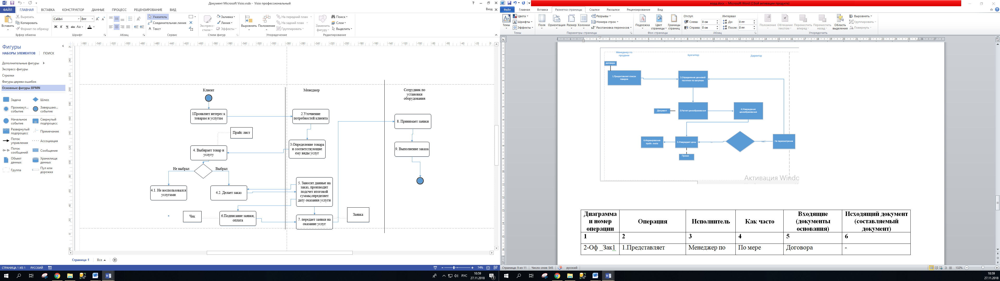 Документ Microsoft Visio.vsdx - Visio профессиональный
ФАЙЛ ГЛАВНАЯ ВСТАВКА КОНСТРУКТОР ДАННЫЕ ПРОЦЕСС РЕЦЕНЗИРОВАНИЕ ВИД
Вход
Вставить
Вырезать
Копировать
Формат по образцу
Буфер обмена
Calibri 8пт
Ж К Ч abc Aa A
Шрифт
Абзац
Указатель
Соединительная линия
Текст
Сервис
Экспресс-стили
Заливка
Линия
Эффекты
Стили фигур
Выровнять
Положение
На передний план
На задний план
Группировать
Упорядочение
Заменить фигуру
Поиск
Слои
Выделить
Редактирование
Фигуры
НАБОРЫ ЭЛЕМЕНТОВ ПОИСК
Дополнительные фигуры
Экспресс-фигуры
Стрелки
Фигуры дерева ошибок
Основные фигуры BPMN
Задача Шлюз
Промежут... событие
Завершаю... событие
Начальное событие
Свернутый подпроцесс
Развернутый подпроцесс
Примечание
Поток управления
Ассоциация
Поток сообщений
Сообщение
Объект данных
Хранилище данных
Группа
Пул или дорожка
Клиент
Менеджер
Сотрудник по
установки
оборудования
1Проявляет нетерес к
товарам и услугам
2.Уточнение
потребностей клиента
8. Принимает заявки
Прайс лист
3.Определение товара
и соответствующие
ему виды услуг
4. Выбирает товар и
услугу
9. Выполнение заказа
Не выбрал
Выбрал
4.1. Не воспользовался
услугами
4.2. Делает заказ
5. Заносит данные на
заказ, производит
подсчет итоговой
суммы,определяет
дату оказания услуги
Чек
6.Подписание заявки,
оплата
7. передает заявки на
оказание услуг
Заявка
Страница-1 Все
СТРАНИЦА 1 ИЗ 1 РУССКИЙ
74%
РУС
10:59
27.11.2018
ворд.docx - Microsoft Word (Сбой активации продукта)
Файл Главная Вставка Разметка страницы Ссылки Рассылки Рецензирование Вид
Темы
Цвета
Шрифты
Эффекты
Темы
Поля
Ориентация
Размер
Колонки
Разрывы
Номера строк
Расстановка переносов
Параметры страницы
Подложка
Цвет страницы
Границы страниц
Фон страницы
Отступ
Слева: 0 см
Справа: 0 см
Интервал
До: 0 пт
После: 0 пт
Абзац
Положение
Обтекание текстом
Переместить вперед
Переместить назад
Область выделения
Выровнять
Группировать
Повернуть
Упорядочить
Менеджер по
продажи
Бухгалтер
Директор
договора
1.Предоставляет список
товаров
2.Определение ценовой
политики по закупкам
Документ
3.Расчет ценообразования
4.Утверждение
ценообразования
6.Формирование
прайс- листа
5.Утверждает цены
нет
На пересмотрение
Приказ
Активация Windo
Диаграмма и номер операции
Операция
Исполнитель
Как часто
Входящие (документы основания)
Исходящий документ (составляемый документ)
1 2 3 4 5 6
2-Оф _Зак1 1.Представляет Менеджер по По мере Договора -
Страница: 9 из 11 Число слов: 545 русский
132%
10:59
27.11.2018